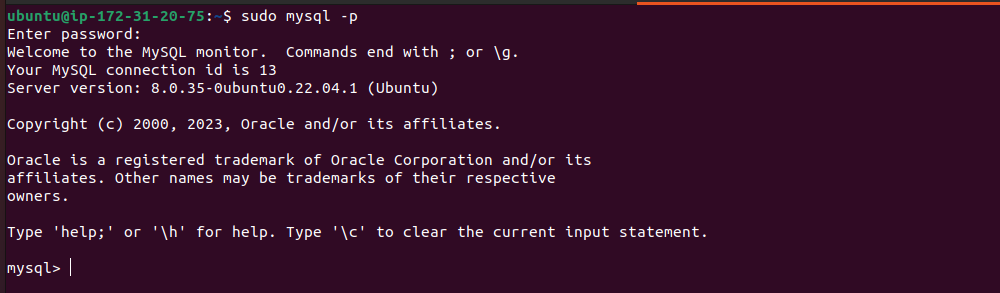 ubuntu@ip-172-31-20-75:~$ sudo mysql -p
Enter password:
Welcome to the MySQL monitor.  Commands end with ; or \g.
Your MySQL connection id is 13
Server version: 8.0.35-0ubuntu0.22.04.1 (Ubuntu)
Copyright (c) 2000, 2023, Oracle and/or its affiliates.
Oracle is a registered trademark of Oracle Corporation and/or its
affiliates. Other names may be trademarks of their respective
owners.
Type 'help;' or '\h' for help. Type '\c' to clear the current input statement.
mysql>